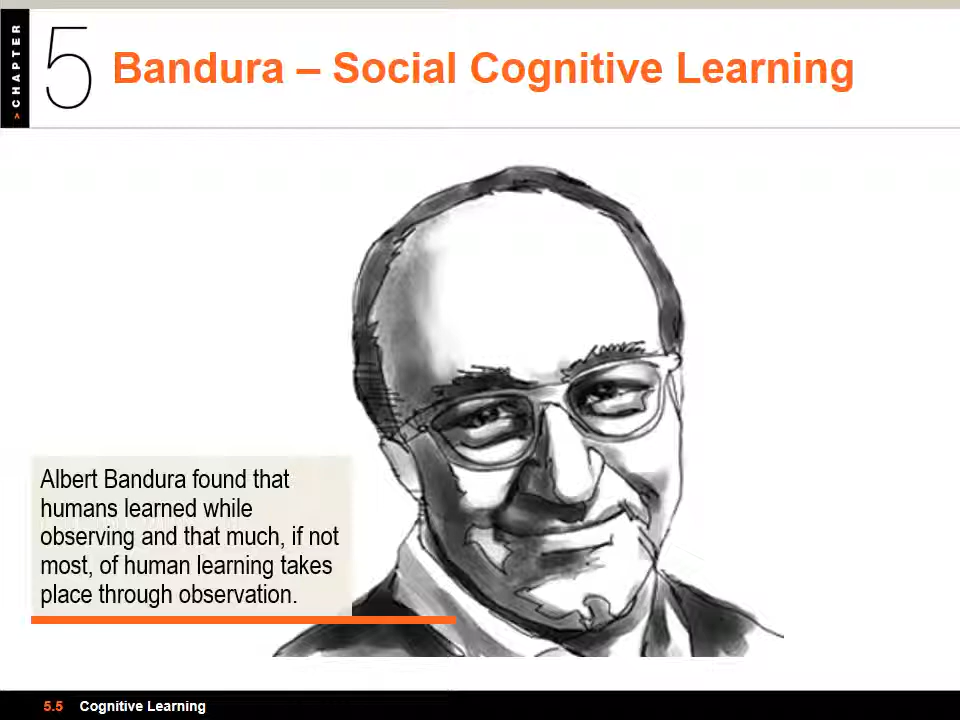 > CHAPTER
5
Bandura – Social Cognitive Learning
Albert Bandura found that
humans learned while
observing and that much, if not
most, of human learning takes
place through observation.
5.5 Cognitive Learning